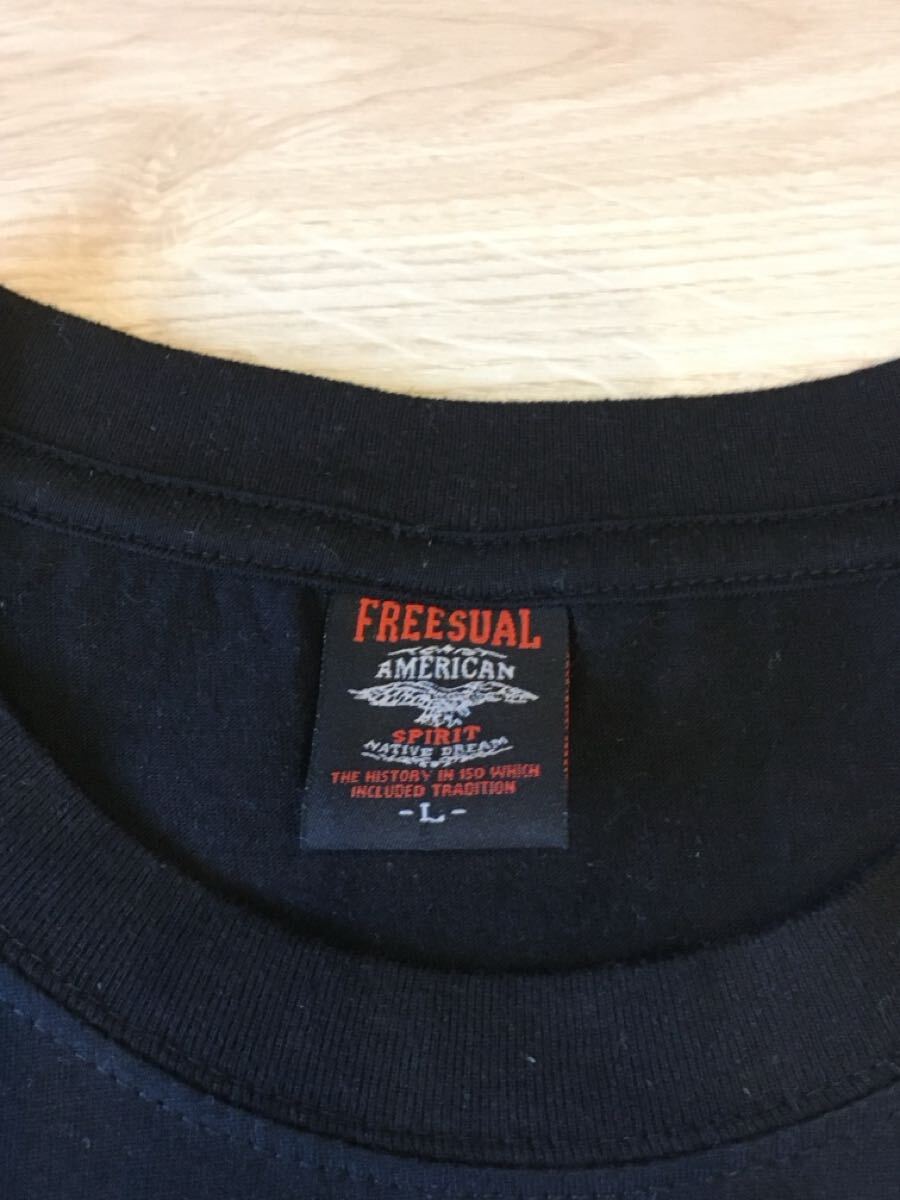 FREESUAL
AMERICAN
SPIRIT
NATIVE DREAM
THE HISTORY IN 150 WHICH
INCLUDED TRADITION
-L-